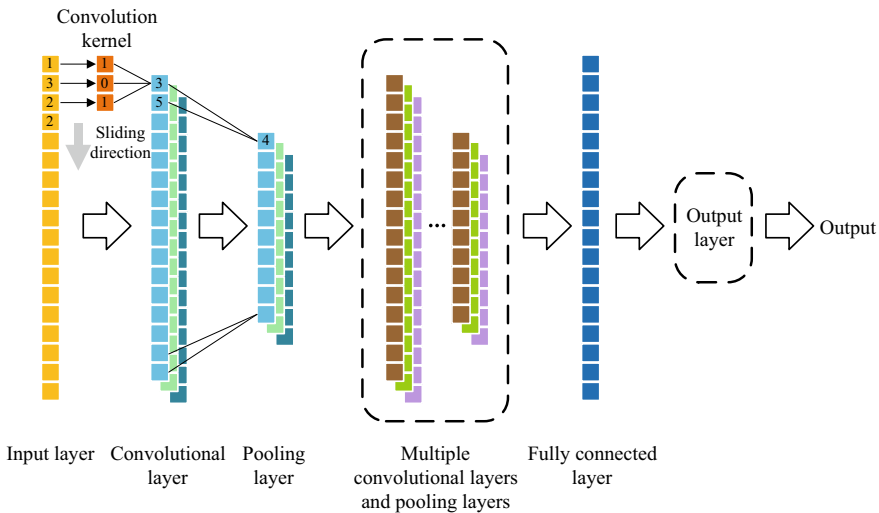 Convolution
kernel
1
3
2
2
1
0
1
3
5
4
Sliding
direction
...
Output
layer
Output
Input layer
Convolutional
layer
Pooling
layer
Multiple
convolutional layers
and pooling layers
Fully connected
layer